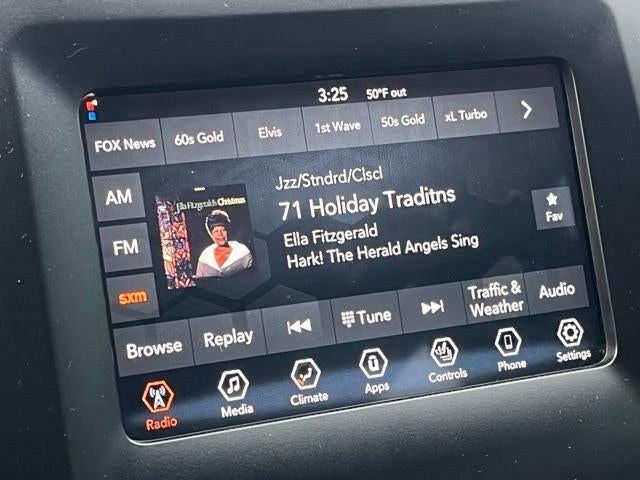 3:25 50°F out
FOX News 60s Gold Elvis 1st Wave 50s Gold xL Turbo >
AM
FM
sxm
Ella Fitzgerald's Christmas
Jzz/Stndrd/Clscl
71 Holiday Traditns
Ella Fitzgerald
Hark! The Herald Angels Sing
Fav
Browse Replay Tune Traffic & Weather Audio
Radio Media Climate Apps Controls Phone Settings